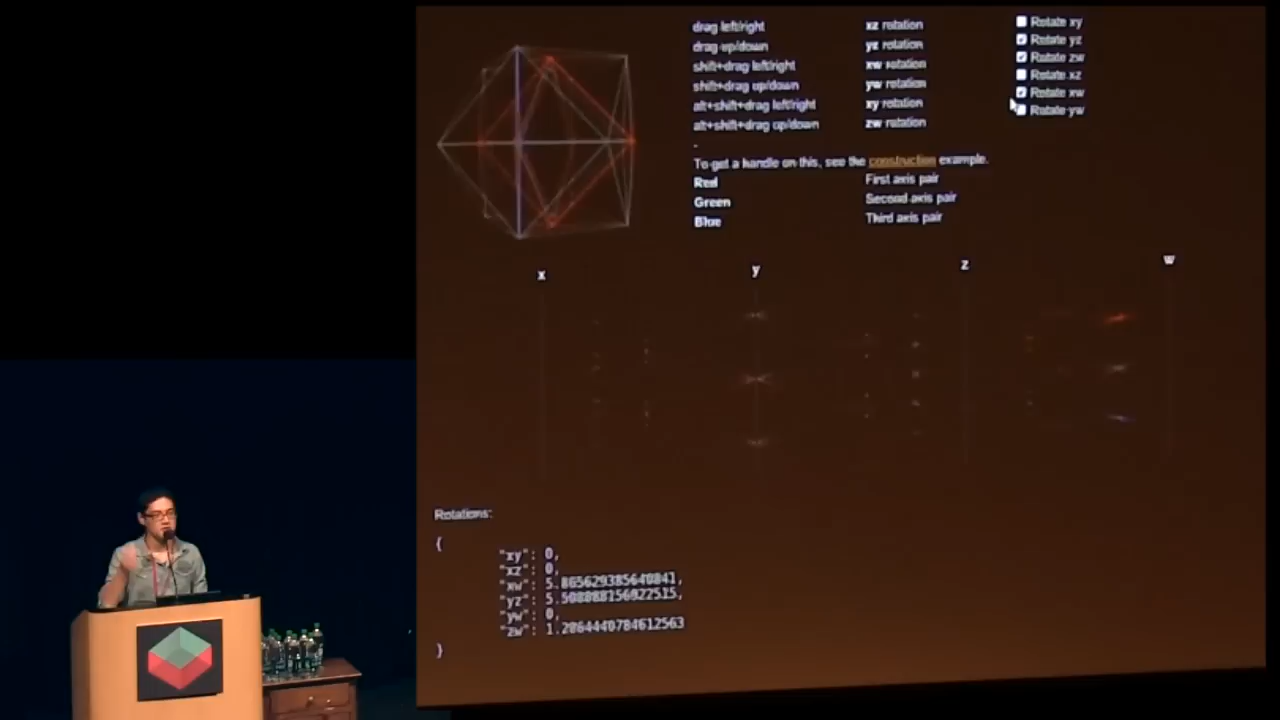 drag left/right xz rotation
drag up/down yz rotation
shift+drag left/right xw rotation
shift+drag up/down yw rotation
alt+shift+drag left/right xy rotation
alt+shift+drag up/down zw rotation
-
To get a handle on this, see the construction example.
Red First axis pair
Green Second axis pair
Blue Third axis pair
Rotate xy
Rotate yz
Rotate zw
Rotate xz
Rotate xw
Rotate yw
x y z w
Rotations:
{
"xy": 0,
"xz": 0,
"xw": 5.865629385640841,
"yz": 5.508888156922515,
"yw": 0,
"zw": 1.2864440784612563
}